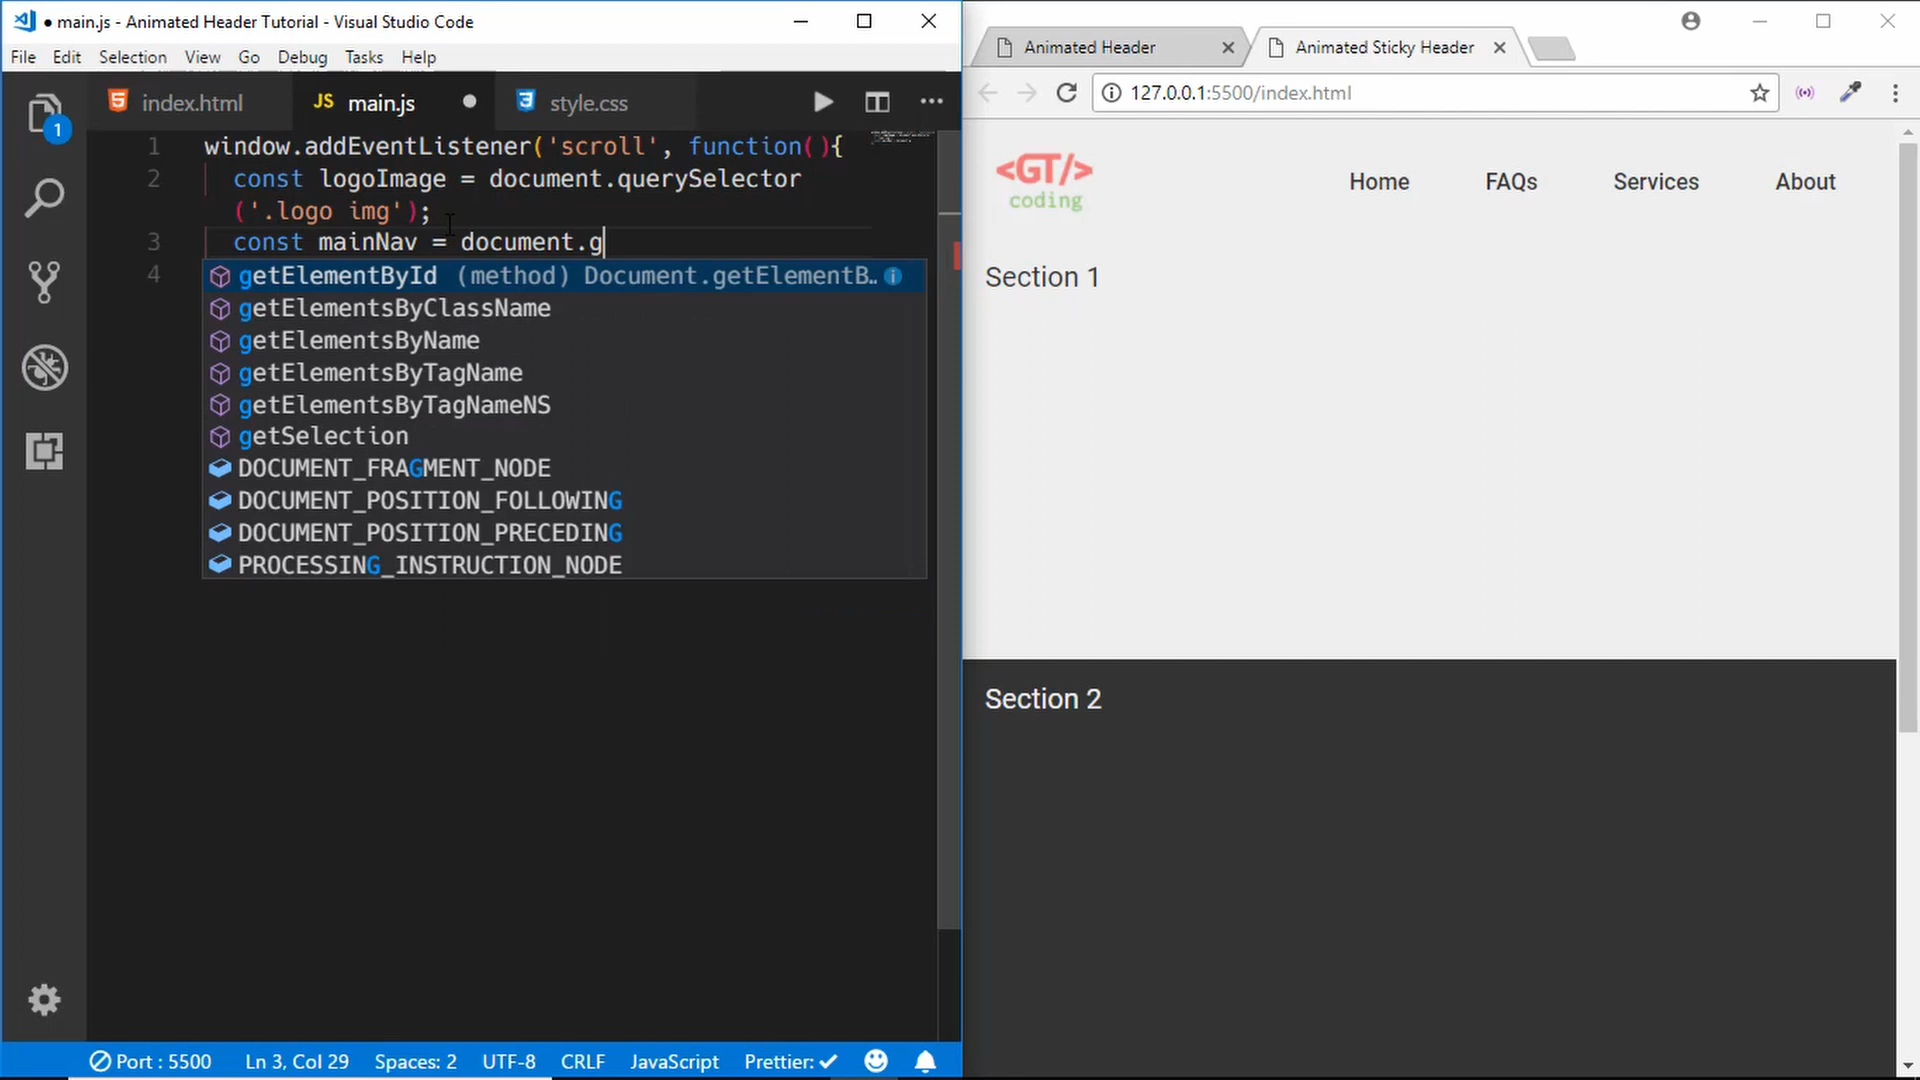 main.js - Animated Header Tutorial - Visual Studio Code
File Edit Selection View Go Debug Tasks Help
1
index.html
JS main.js
style.css
1 window.addEventListener('scroll', function(){
2 const logoImage = document.querySelector
('.logo img');
3 const mainNav = document.g
4
getElementById (method) Document.getElementB…
getElementsByClassName
getElementsByName
getElementsByTagName
getElementsByTagNameNS
getSelection
DOCUMENT_FRAGMENT_NODE
DOCUMENT_POSITION_FOLLOWING
DOCUMENT_POSITION_PRECEDING
PROCESSING_INSTRUCTION_NODE
Port : 5500 Ln 3, Col 29 Spaces: 2 UTF-8 CRLF JavaScript Prettier: ✓
Animated Header
Animated Sticky Header
127.0.0.1:5500/index.html
<GT/>
coding
Home FAQs Services About
Section 1
Section 2